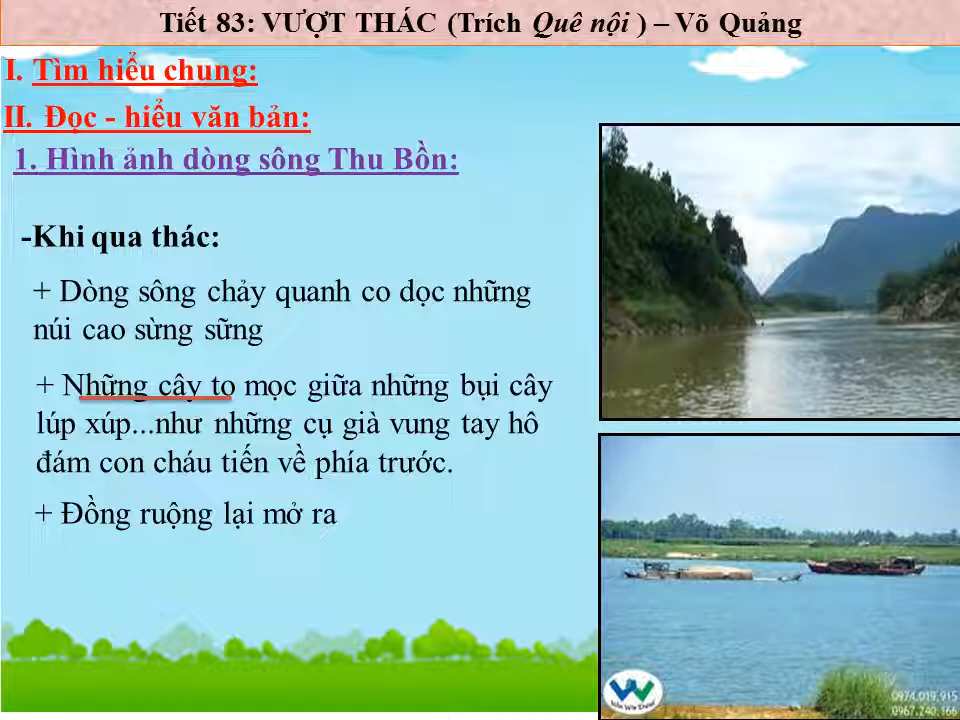 Tiết 83: VƯỢT THÁC (Trích Quê nội ) – Võ Quảng
I. Tìm hiểu chung:
II. Đọc - hiểu văn bản:
1. Hình ảnh dòng sông Thu Bồn:
-Khi qua thác:
+ Dòng sông chảy quanh co dọc những
núi cao sừng sững
+ Những cây to mọc giữa những bụi cây
lúp xúp...như những cụ già vung tay hô
đám con cháu tiến về phía trước.
+ Đồng ruộng lại mở ra
0974.019.915
0967.240.166